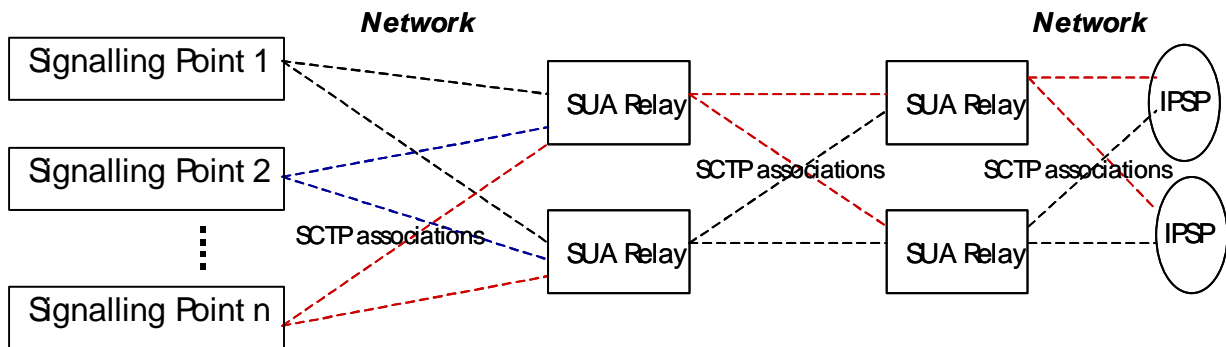 Network
Network
Signalling Point 1
SUA Relay
SUA Relay
IPSP
Signalling Point 2
SCTP associations
SCTP associations
SCTP associations
SUA Relay
SUA Relay
IPSP
Signalling Point n